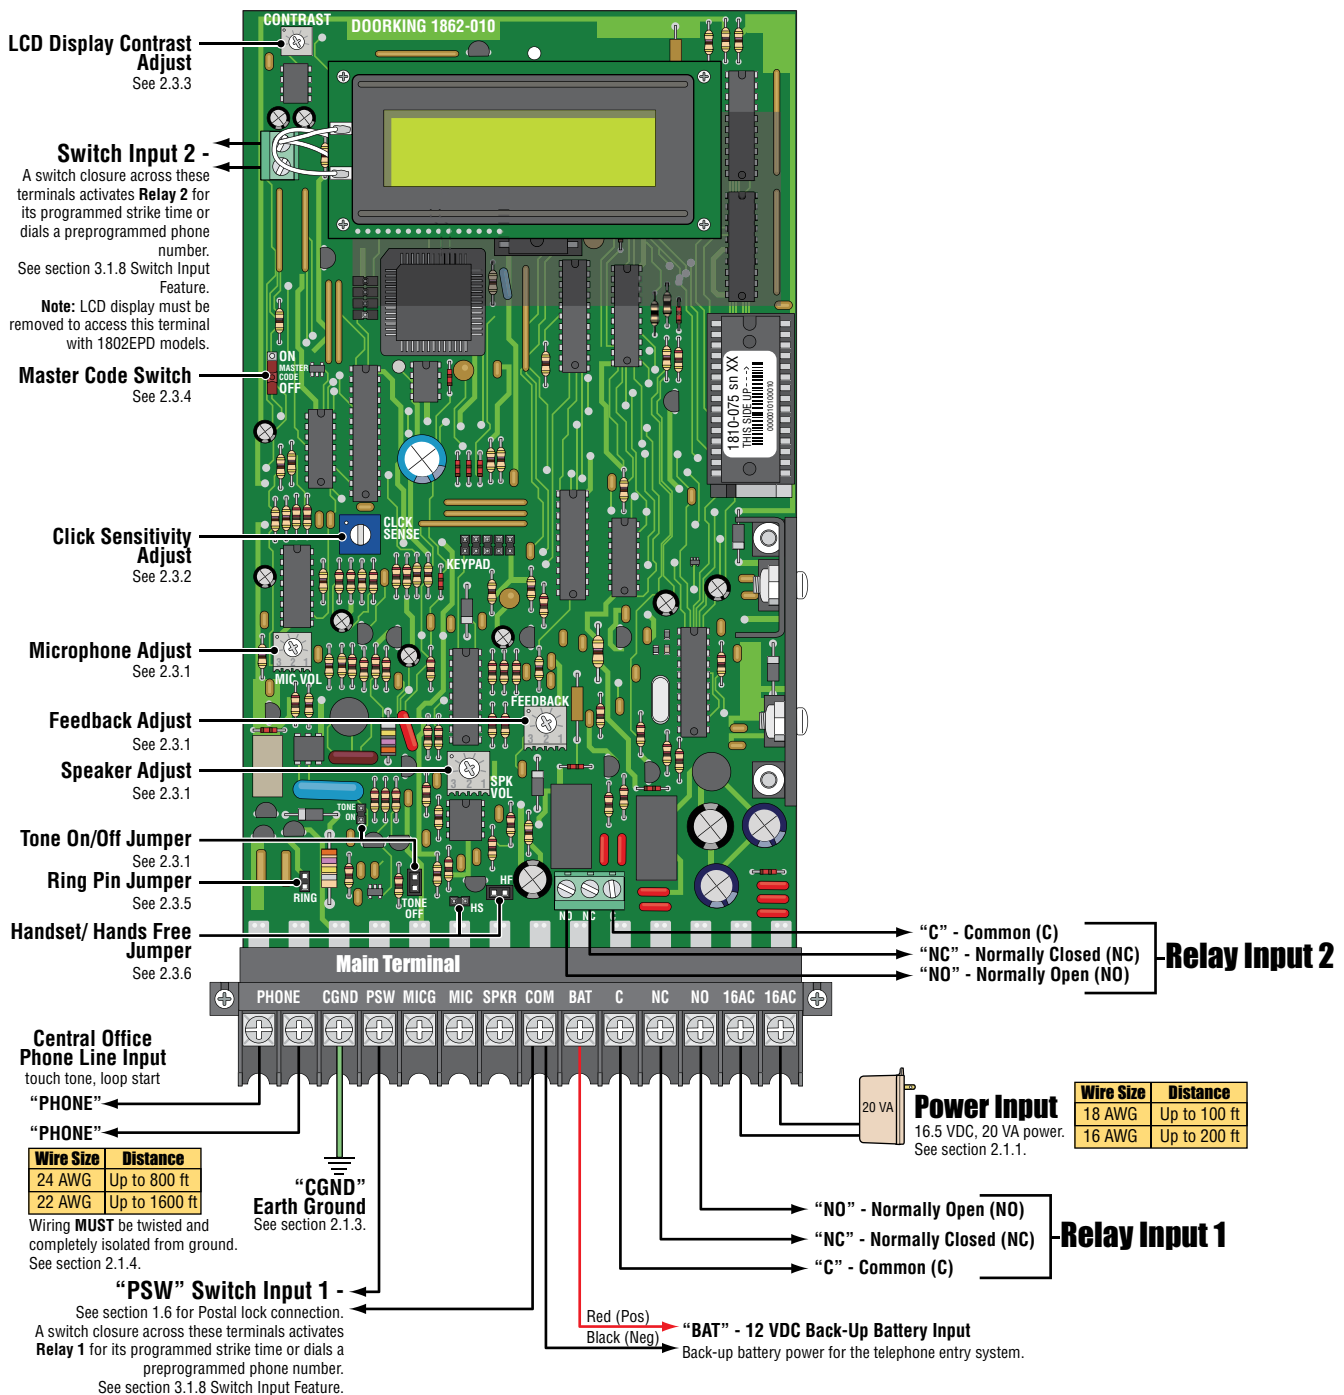 CONTRAST
DOORKING 1862-010
LCD Display Contrast
Adjust
See 2.3.3
Switch Input 2 -
A switch closure across these
terminals activates Relay 2 for
its programmed strike time or
dials a preprogrammed phone
number.
See section 3.1.8 Switch Input
Feature.
Note: LCD display must be
removed to access this terminal
with 1802EPD models.
ON
MASTER
CODE
OFF
Master Code Switch
See 2.3.4
1810-075 sn XX
THIS SIDE UP--->
0000010100010
CLCK
SENSE
Click Sensitivity
Adjust
See 2.3.2
KEYPAD
Microphone Adjust
See 2.3.1
3 2 1
MIC VOL
Feedback Adjust
See 2.3.1
FEEDBACK
3 2 1
Speaker Adjust
See 2.3.1
3 2 1
SPK
VOL
TONE
ON
Tone On/Off Jumper
See 2.3.1
Ring Pin Jumper
See 2.3.5
RING
TONE
OFF
HF
HS
NO NC C
Handset/ Hands Free
Jumper
See 2.3.6
"C" - Common (C)
"NC" - Normally Closed (NC)
"NO" - Normally Open (NO)
Relay Input 2
Main Terminal
PHONE CGND PSW MICG MIC SPKR COM BAT C NC NO 16AC 16AC
Central Office
Phone Line Input
touch tone, loop start
"PHONE"
"PHONE"
Wire Size Distance
24 AWG Up to 800 ft
22 AWG Up to 1600 ft
Wiring MUST be twisted and
completely isolated from ground.
See section 2.1.4.
"CGND"
Earth Ground
See section 2.1.3.
20 VA
Power Input
16.5 VDC, 20 VA power.
See section 2.1.1.
Wire Size Distance
18 AWG Up to 100 ft
16 AWG Up to 200 ft
"NO" - Normally Open (NO)
"NC" - Normally Closed (NC)
"C" - Common (C)
Relay Input 1
"PSW" Switch Input 1 -
See section 1.6 for Postal lock connection.
A switch closure across these terminals activates
Relay 1 for its programmed strike time or dials a
preprogrammed phone number.
See section 3.1.8 Switch Input Feature.
Red (Pos)
Black (Neg)
"BAT" - 12 VDC Back-Up Battery Input
Back-up battery power for the telephone entry system.